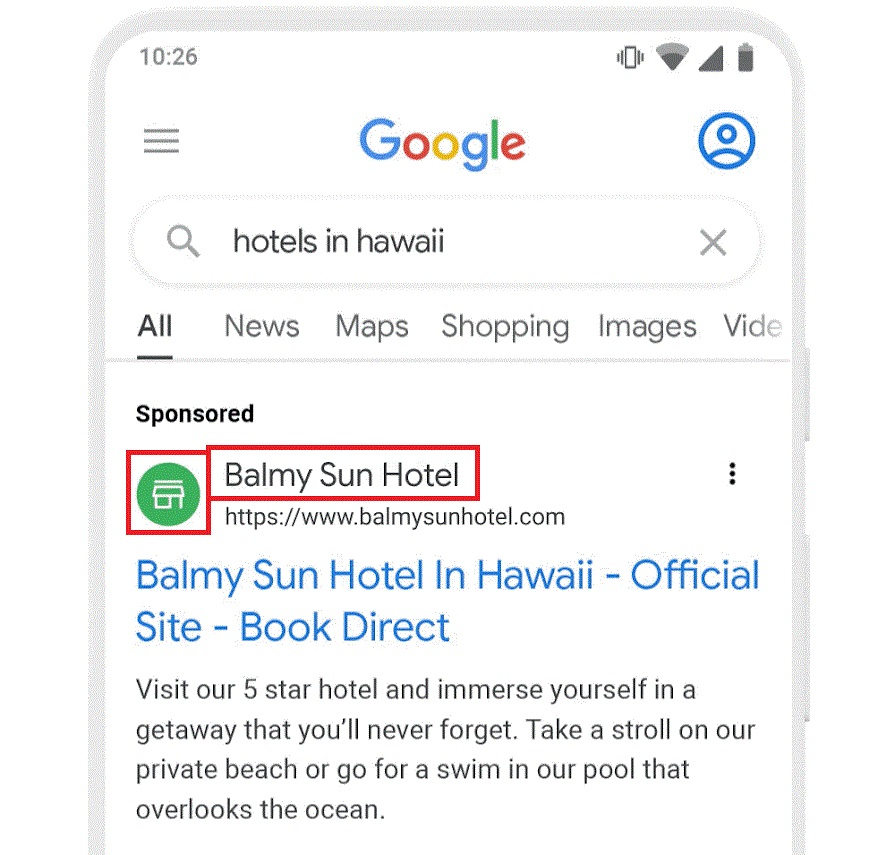 10:26
Google
hotels in hawaii
All News Maps Shopping Images Vide
Sponsored
Balmy Sun Hotel
https://www.balmysunhotel.com
Balmy Sun Hotel In Hawaii - Official
Site - Book Direct
Visit our 5 star hotel and immerse yourself in a
getaway that you’ll never forget. Take a stroll on our
private beach or go for a swim in our pool that
overlooks the ocean.